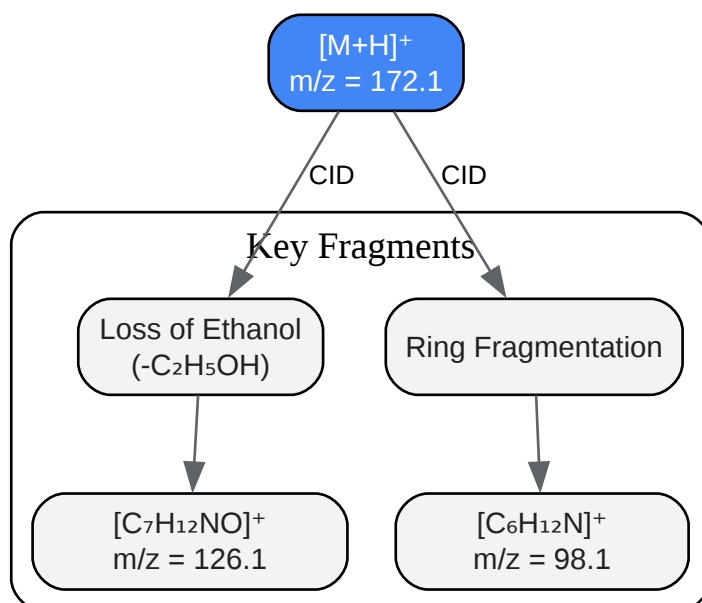 [M+H]⁺
m/z = 172.1
CID
CID
Key Fragments
Loss of Ethanol
(-C₂H₅OH)
Ring Fragmentation
[C₇H₁₂NO]⁺
m/z = 126.1
[C₆H₁₂N]⁺
m/z = 98.1